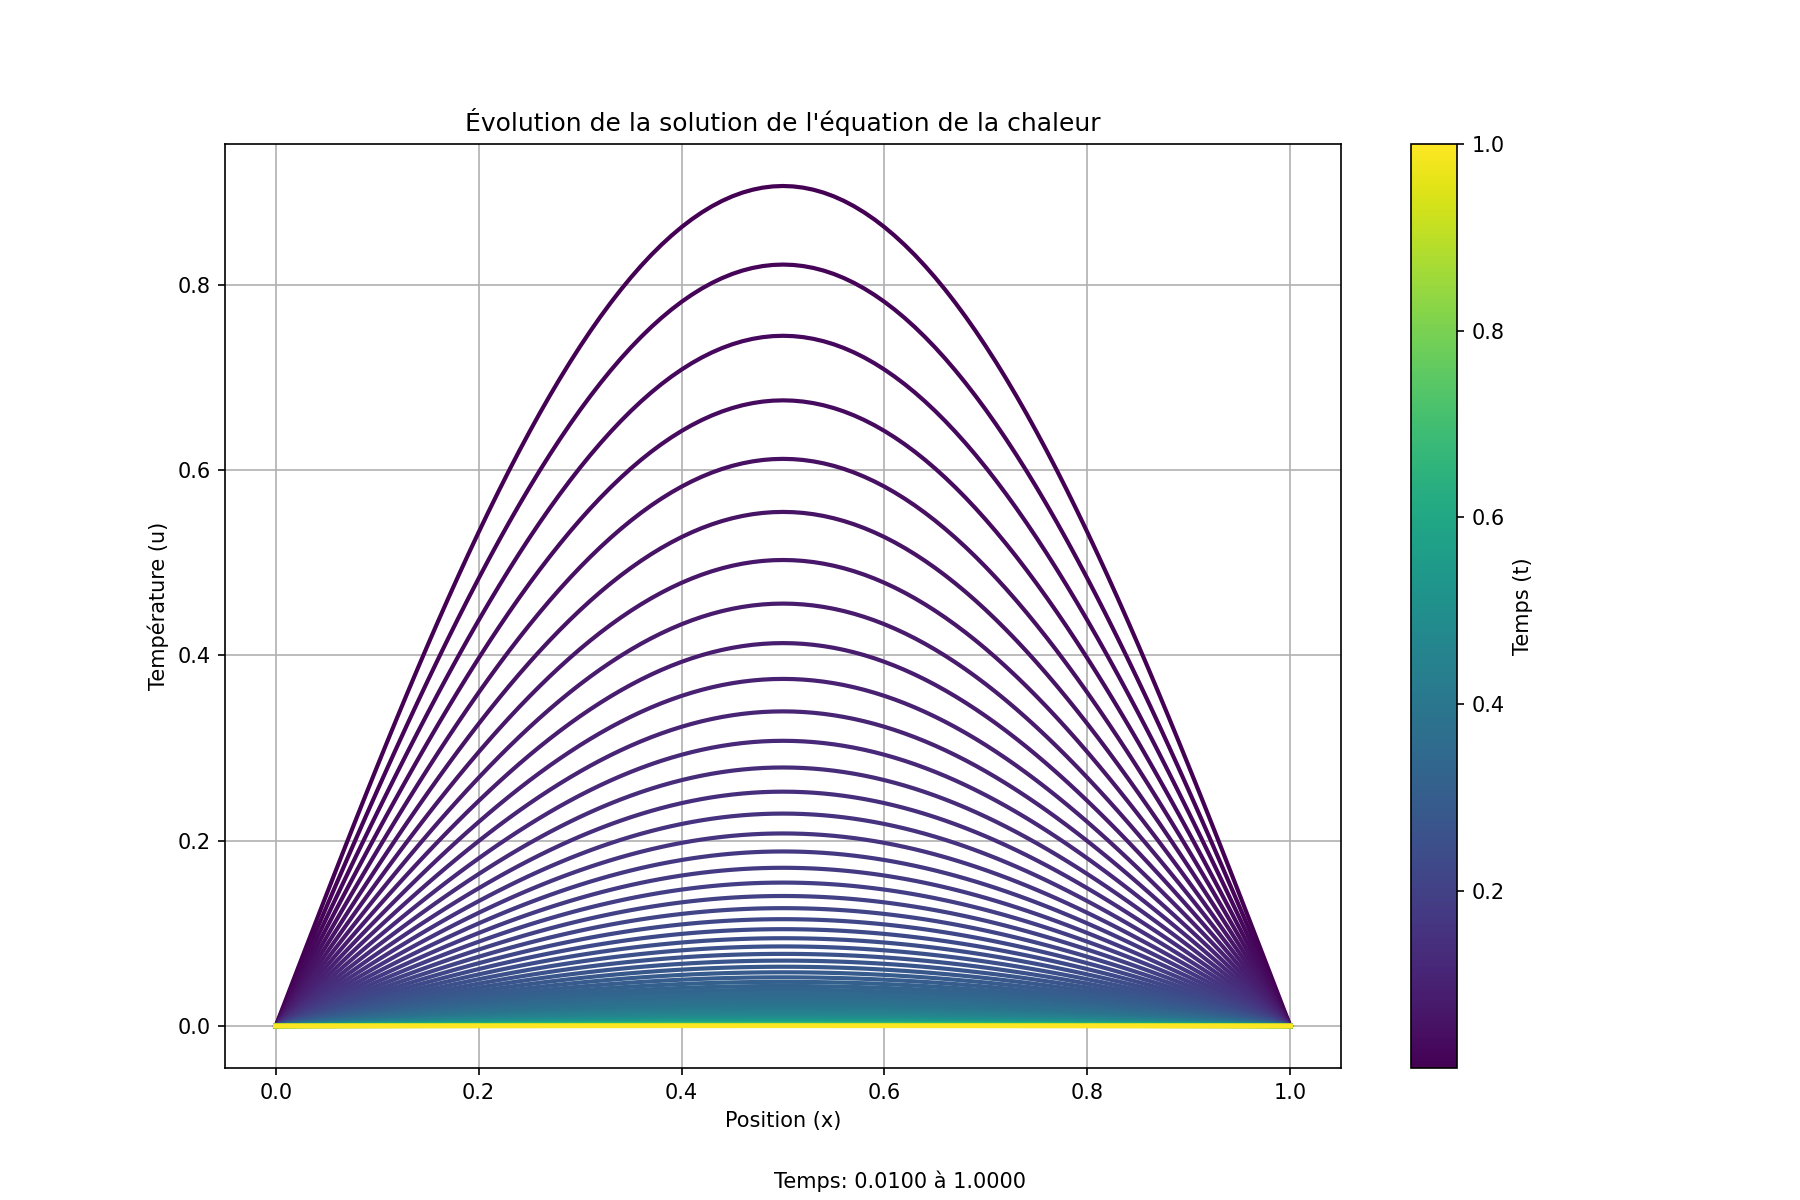 Évolution de la solution de l'équation de la chaleur
Température (u)
0.8
0.6
0.4
0.2
0.0
0.0 0.2 0.4 0.6 0.8 1.0
Position (x)
1.0
0.8
0.6
0.4
0.2
Temps (t)
Temps: 0.0100 à 1.0000